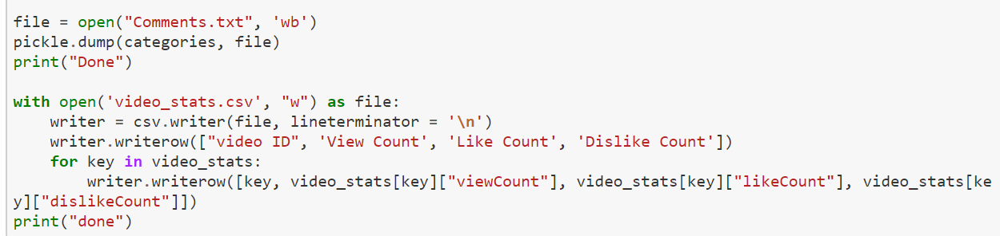 file = open("Comments.txt", 'wb')
pickle.dump(categories, file)
print("Done")

with open('video_stats.csv', "w") as file:
    writer = csv.writer(file, lineterminator = '\n')
    writer.writerow(["video ID", 'View Count', 'Like Count', 'Dislike Count'])
    for key in video_stats:
        writer.writerow([key, video_stats[key]["viewCount"], video_stats[key]["likeCount"], video_stats[ke
y]["dislikeCount"]])
print("done")